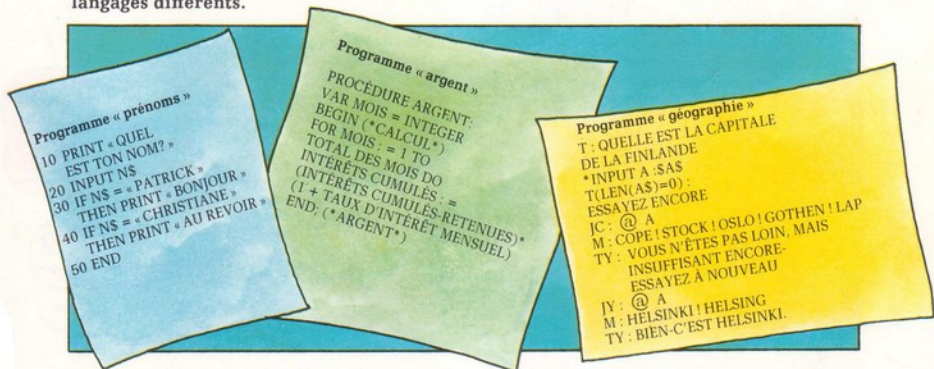 langages différents.
Programme « prénoms »
10 PRINT « QUEL
EST TON NOM? »
20 INPUT N$
30 IF N$ = « PATRICK »
THEN PRINT « BONJOUR »
40 IF N$ = « CHRISTIANE »
THEN PRINT « AU REVOIR »
50 END
Programme « argent »
PROCÉDURE ARGENT;
VAR MOIS = INTEGER
BEGIN (*CALCUL*)
FOR MOIS : = 1 TO
TOTAL DES MOIS DO
INTÉRÊTS CUMULÉS : =
(INTÉRÊTS CUMULÉS-RETENUES)*
(1 + TAUX D'INTÉRÊT MENSUEL)
END; (*ARGENT*)
Programme « géographie »
T : QUELLE EST LA CAPITALE
DE LA FINLANDE
*INPUT A :$A$
T(LEN(A$)=0) :
ESSAYEZ ENCORE
JC : @ A
M : COPE ! STOCK ! OSLO ! GOTHEN ! LAP
TY : VOUS N'ÊTES PAS LOIN, MAIS
INSUFFISANT ENCORE-
ESSAYEZ À NOUVEAU
JY : @ A
M : HELSINKI ! HELSING
TY : BIEN-C'EST HELSINKI.